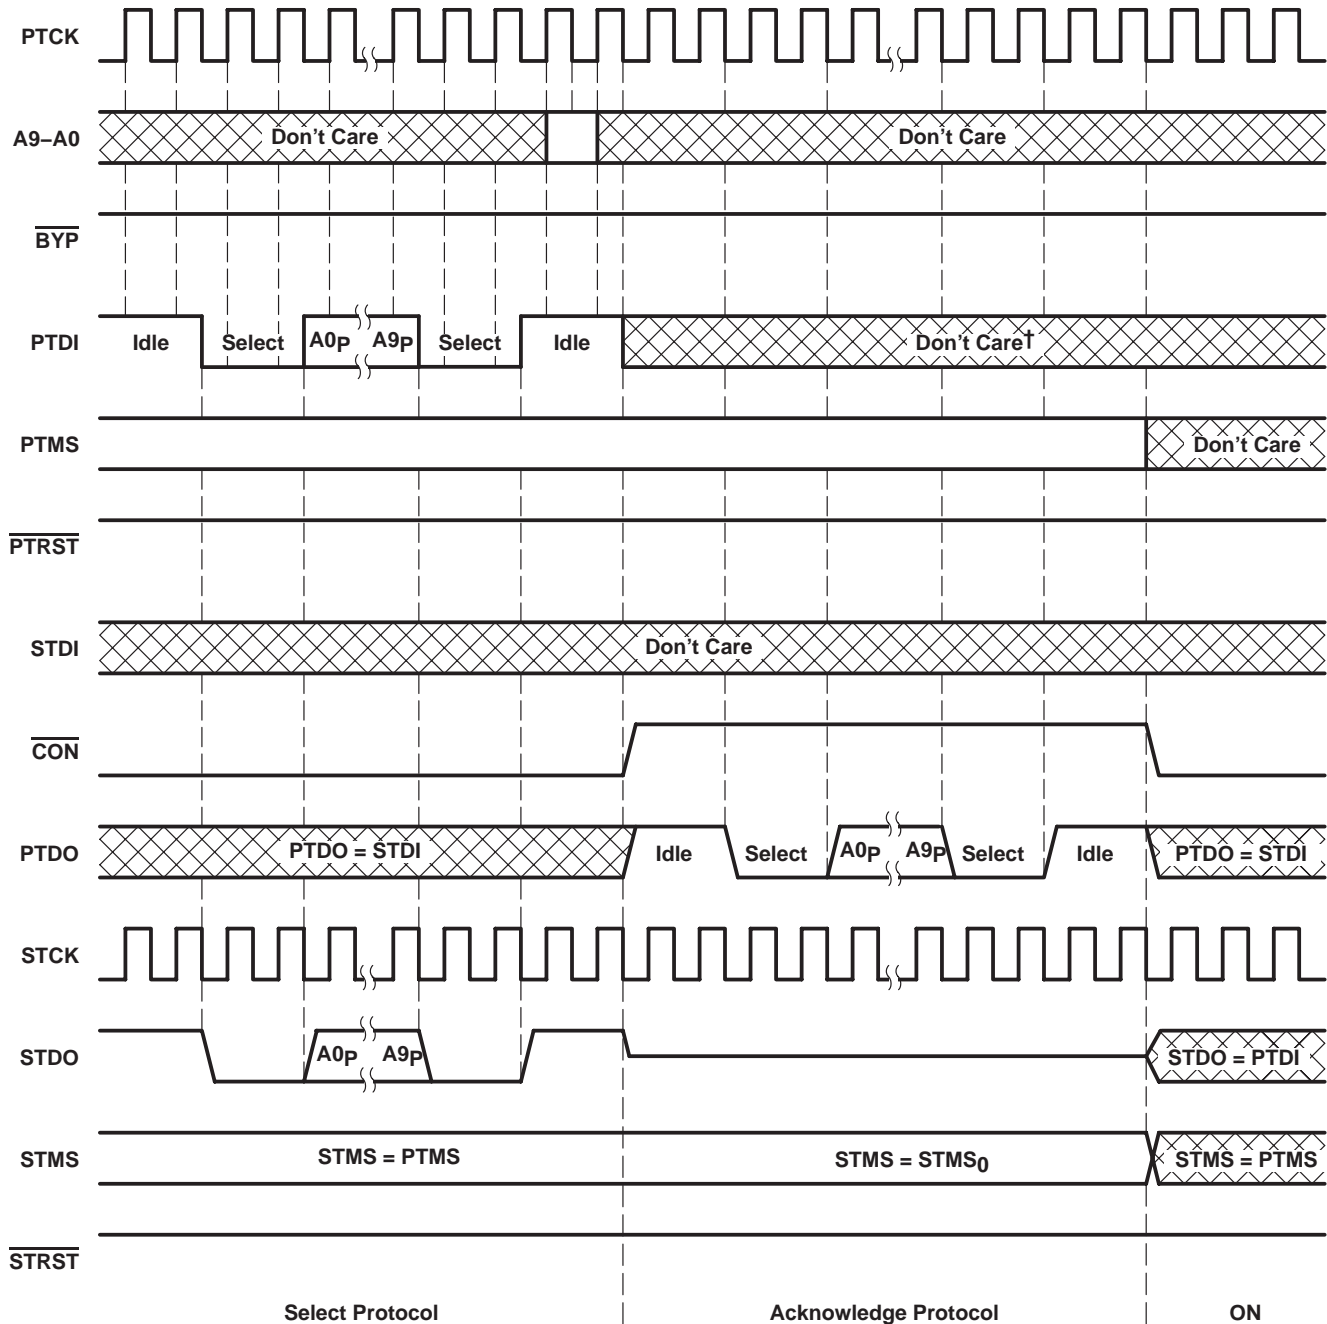 PTCK
A9–A0 Don't Care Don't Care
BYP
PTDI Idle Select A0P A9P Select Idle Don't Care†
PTMS Don't Care
PTRST
STDI Don't Care
CON
PTDO PTDO = STDI Idle Select A0P A9P Select Idle PTDO = STDI
STCK
STDO A0P A9P STDO = PTDI
STMS STMS = PTMS STMS = STMS0 STMS = PTMS
STRST
Select Protocol Acknowledge Protocol ON